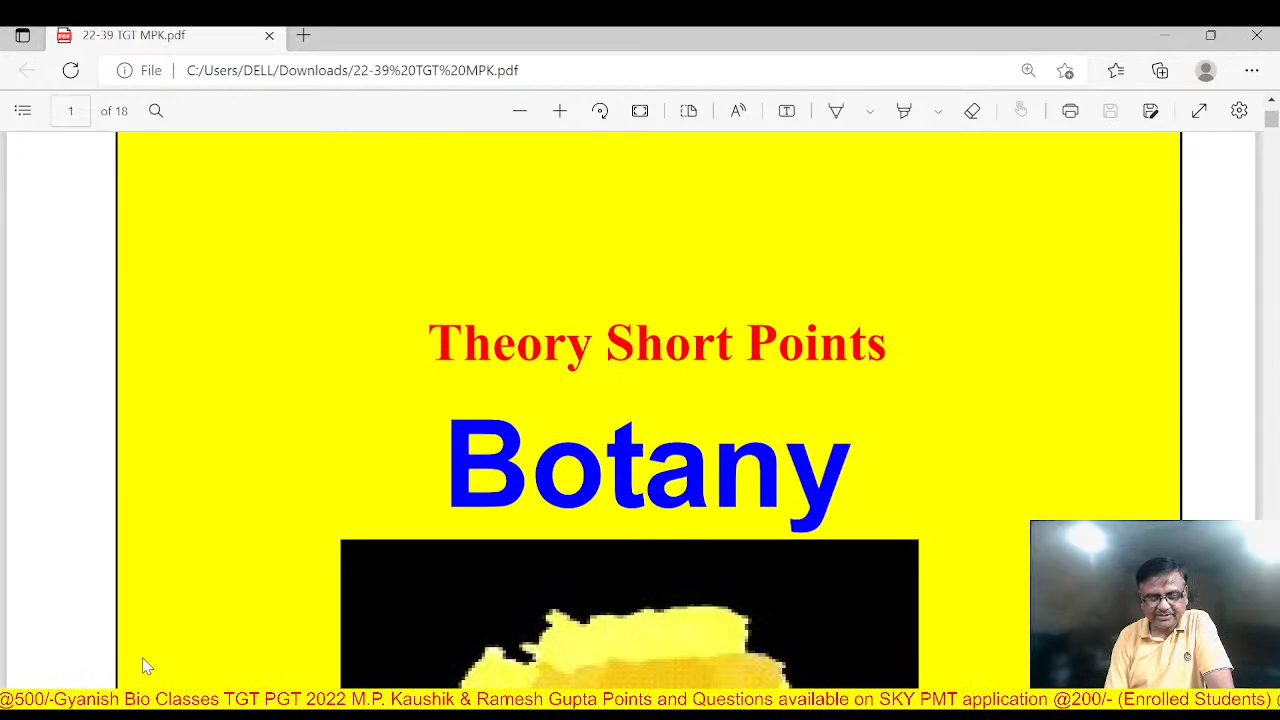 22-39 TGT MPK.pdf
File
C:/Users/DELL/Downloads/22-39%20TGT%20MPK.pdf
1 of 18
Theory Short Points
Botany
@500/-Gyanish Bio Classes TGT PGT 2022 M.P. Kaushik & Ramesh Gupta Points and Questions available on SKY PMT application @200/- (Enrolled Students)